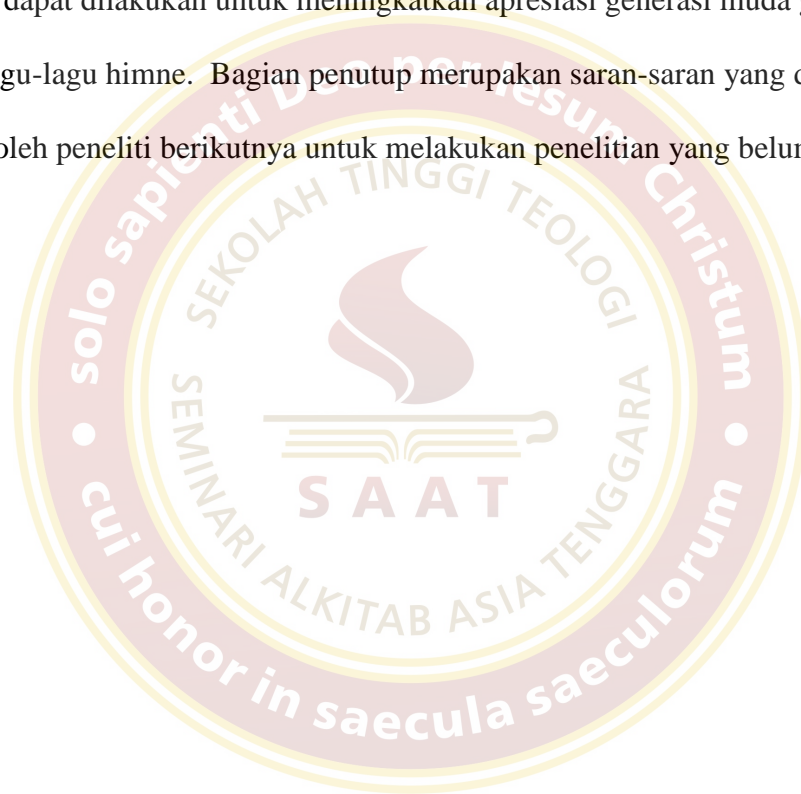 dapat dilakukan untuk meningkatkan apresiasi generasi muda
gu-lagu himne.  Bagian penutup merupakan saran-saran yang
oleh peneliti berikutnya untuk melakukan penelitian yang
solo sapienti Deo per Iesum Christum
SEKOLAH TINGGI TEOLOGI
SAAT
SEMINARI ALKITAB ASIA TENGGARA
cui honor in saecula saeculorum